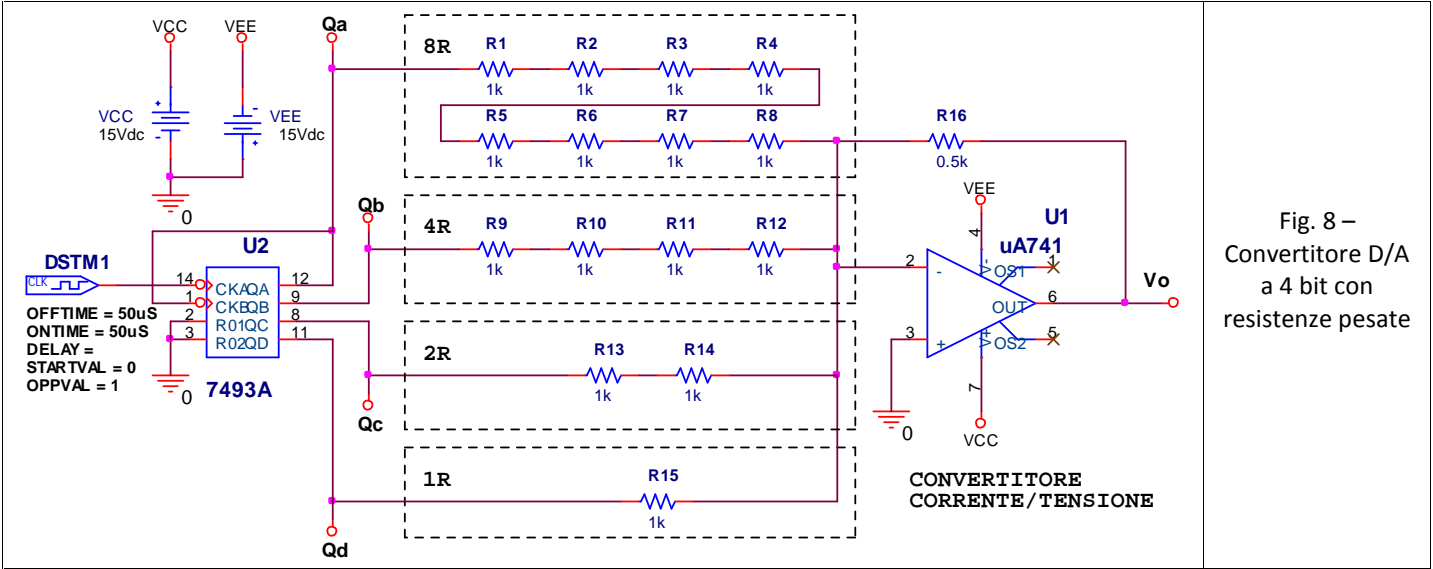 VCC
VEE
VCC
15Vdc
+
-
VEE
15Vdc
-
+
0
Qa
8R
R1
1k
R2
1k
R3
1k
R4
1k
R5
1k
R6
1k
R7
1k
R8
1k
R16
0.5k
Qb
4R
R9
1k
R10
1k
R11
1k
R12
1k
2R
R13
1k
R14
1k
Qc
1R
R15
1k
Qd
DSTM1
CLK
OFFTIME = 50uS
ONTIME = 50uS
DELAY =
STARTVAL = 0
OPPVAL = 1
U2
14
CKA
QA
12
1
CKB
QB
9
2
R01
QC
8
3
R02
QD
11
7493A
0
VEE
4
U1
uA741
2
-
V-
OS1
1
OUT
6
3
+
V+
OS2
5
7
VCC
0
Vo
CONVERTITORE
CORRENTE/TENSIONE
Fig. 8 –
Convertitore D/A
a 4 bit con
resistenze pesate